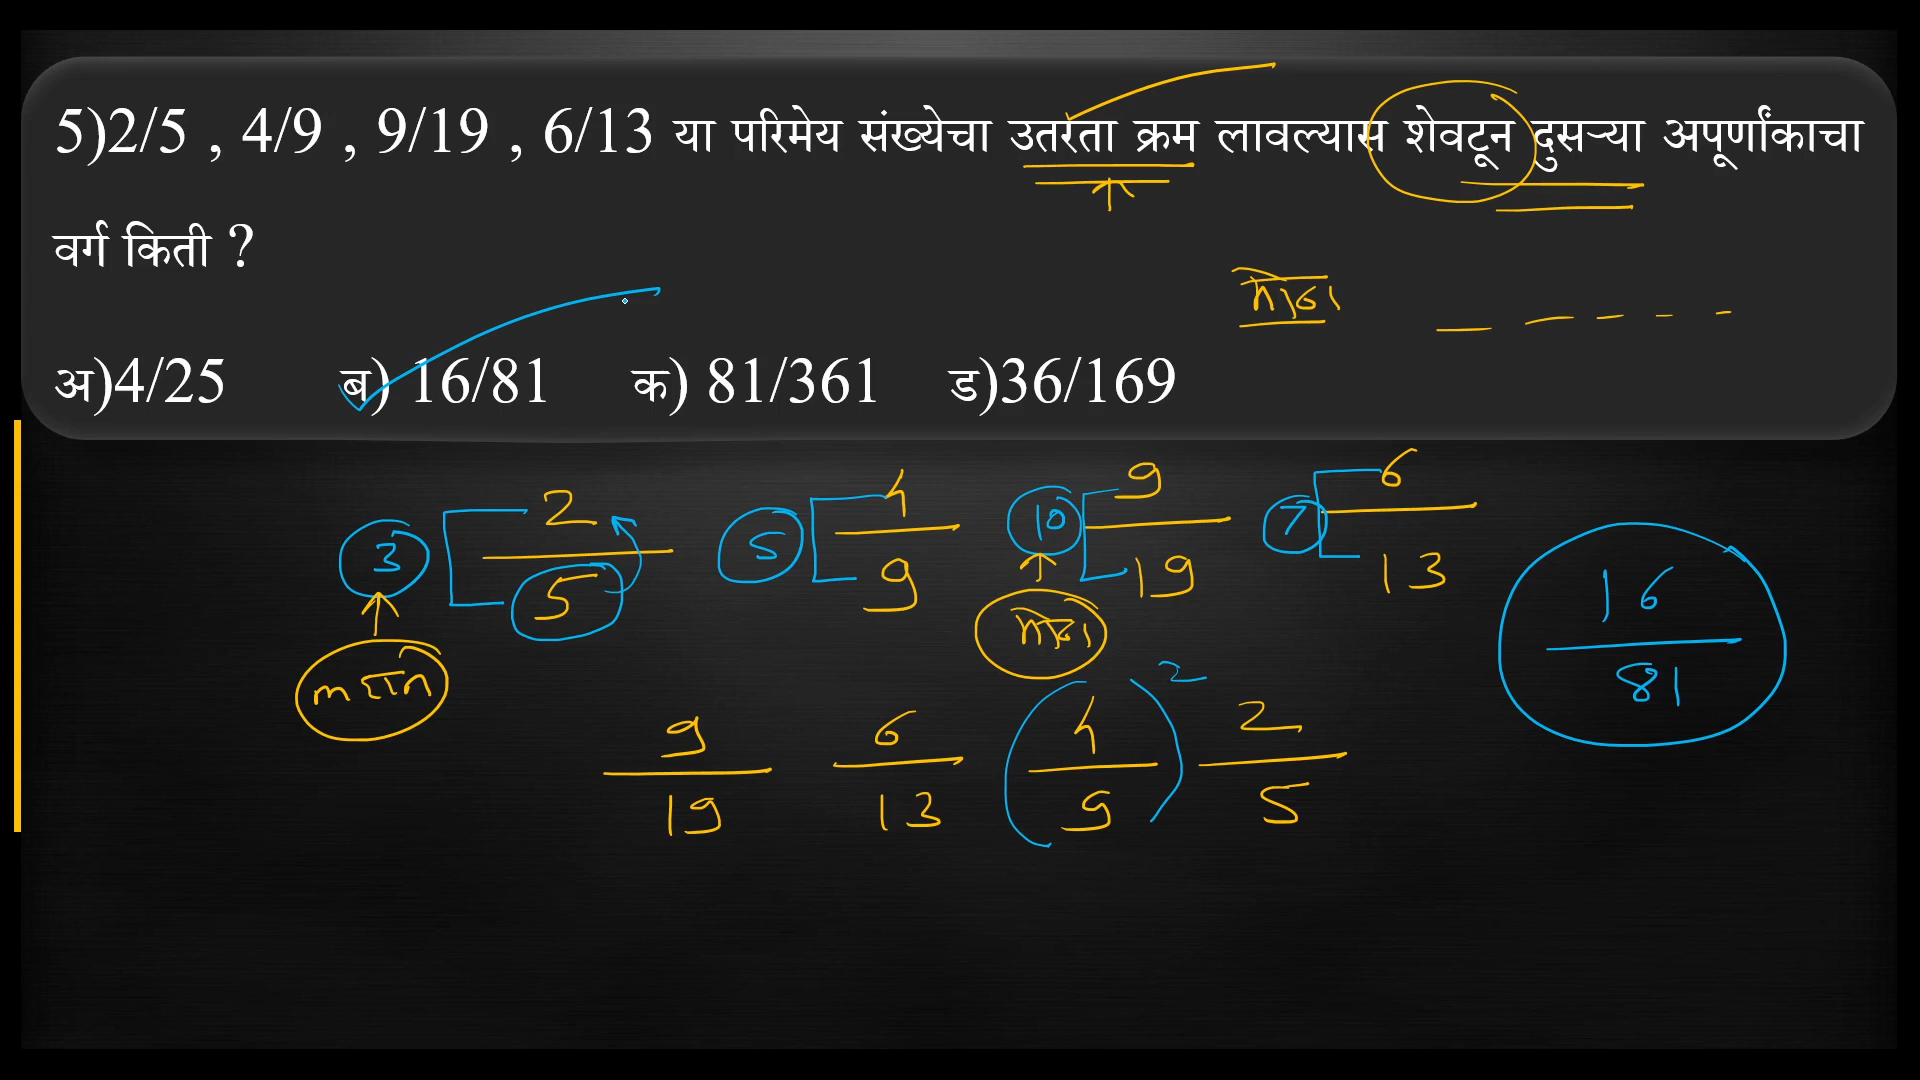 5)2/5 , 4/9 , 9/19 , 6/13 या परिमेय संख्येचा उतरता क्रम लावल्यास शेवटून दुसऱ्या अपूर्णांकाचा
वर्ग किती ?
मोठा
अ)4/25 ब) 16/81 क) 81/361 ड)36/169
3 2/5 5 4/9 10 9/19 7 6/13
लहान मोठा 16/81
9/19 6/13 (4/9)2 2/5